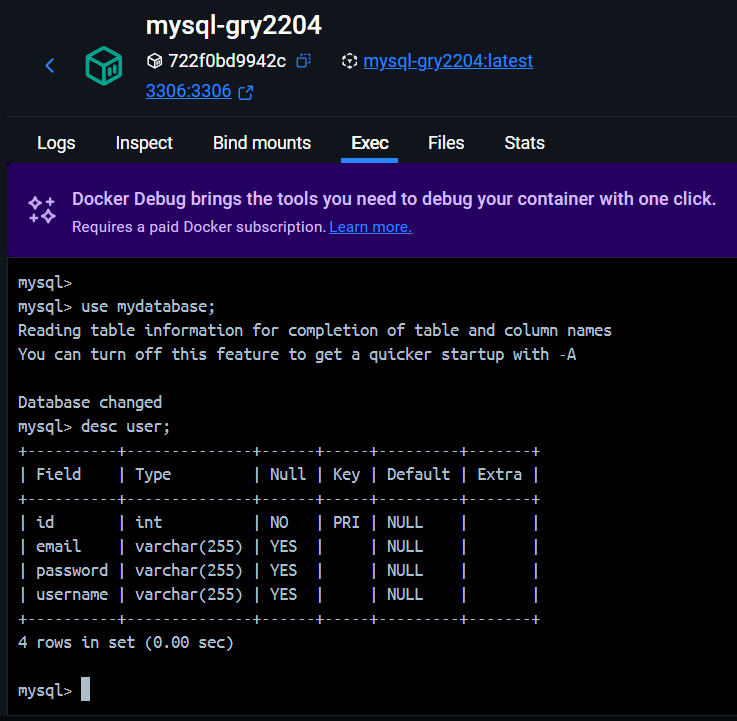 mysql-gry2204
722f0bd9942c mysql-gry2204:latest
3306:3306
Logs Inspect Bind mounts Exec Files Stats
Docker Debug brings the tools you need to debug your container with one click.
Requires a paid Docker subscription. Learn more.
mysql>
mysql> use mydatabase;
Reading table information for completion of table and column names
You can turn off this feature to get a quicker startup with -A
Database changed
mysql> desc user;
+----------+--------------+------+-----+---------+-------+
| Field    | Type         | Null | Key | Default | Extra |
+----------+--------------+------+-----+---------+-------+
| id       | int          | NO   | PRI | NULL    |       |
| email    | varchar(255) | YES  |     | NULL    |       |
| password | varchar(255) | YES  |     | NULL    |       |
| username | varchar(255) | YES  |     | NULL    |       |
+----------+--------------+------+-----+---------+-------+
4 rows in set (0.00 sec)
mysql>